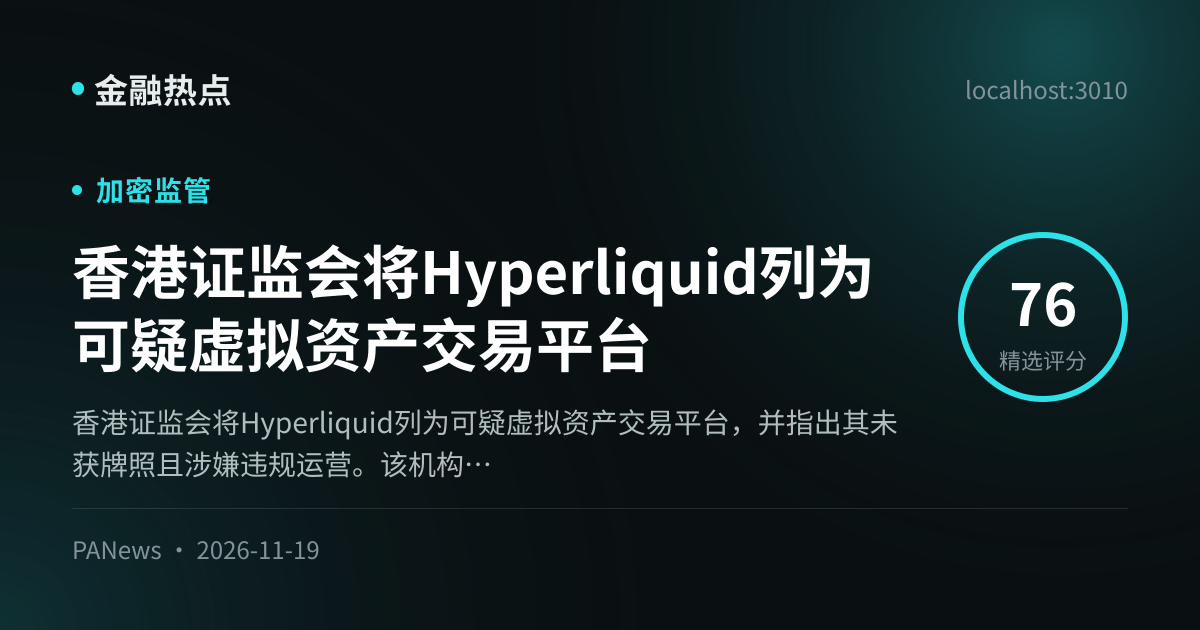 金融热点
localhost:3010
加密监管
香港证监会将Hyperliquid列为
可疑虚拟资产交易平台
76
精选评分
香港证监会将Hyperliquid列为可疑虚拟资产交易平台，并指出其未
获牌照且涉嫌违规运营。该机构…
PANews • 2026-11-19